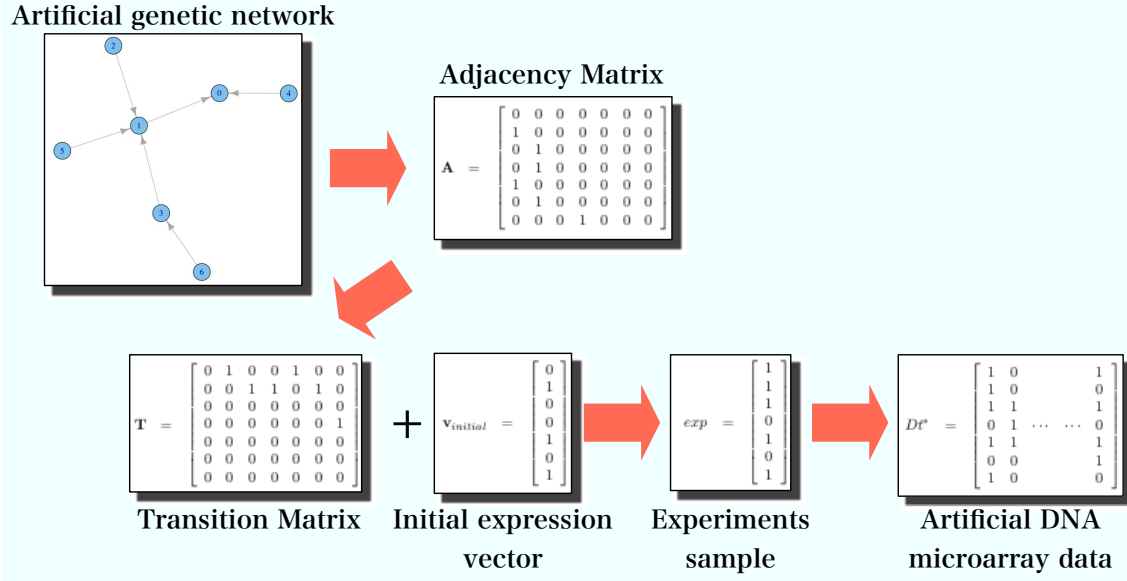 Artificial genetic network
2
0
4
1
5
3
6
Adjacency Matrix
A =
0 0 0 0 0 0 0
1 0 0 0 0 0 0
0 1 0 0 0 0 0
0 1 0 0 0 0 0
1 0 0 0 0 0 0
0 1 0 0 0 0 0
0 0 0 1 0 0 0
T =
0 1 0 0 1 0 0
0 0 1 1 0 1 0
0 0 0 0 0 0 0
0 0 0 0 0 0 1
0 0 0 0 0 0 0
0 0 0 0 0 0 0
0 0 0 0 0 0 0
Transition Matrix
+
v_initial =
0
1
0
0
1
0
1
Initial expression
vector
exp =
1
1
1
0
1
0
1
Experiments
sample
Dt* =
1 0 1
1 0 0
1 1 1
0 1 ... ... 0
1 1 1
0 0 1
1 0 0
Artificial DNA
microarray data